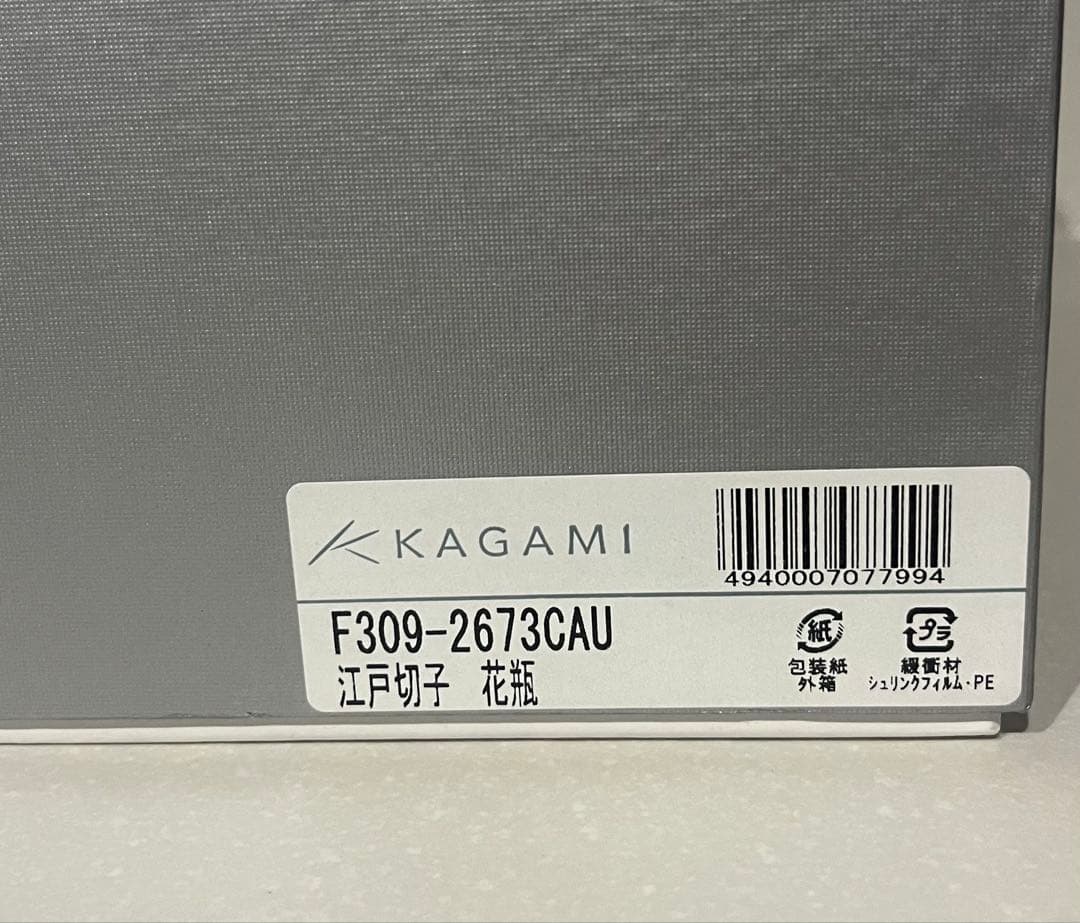 KAGAMI
4940007077994
F309-2673CAU
江戸切子 花瓶
紙
包装紙
外箱
プラ
緩衝材
シュリンクフィルム・PE